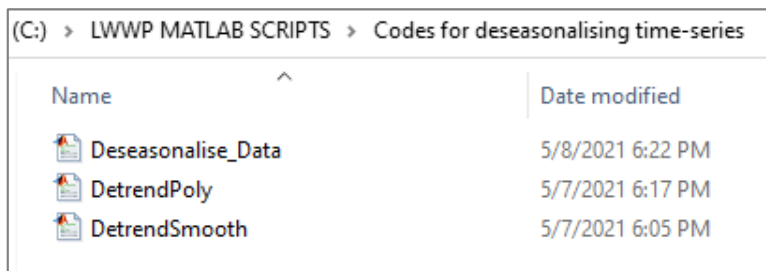 (C:) > LWWP MATLAB SCRIPTS > Codes for deseasonalising time-series
Name Date modified
Deseasonalise_Data 5/8/2021 6:22 PM
DetrendPoly 5/7/2021 6:17 PM
DetrendSmooth 5/7/2021 6:05 PM